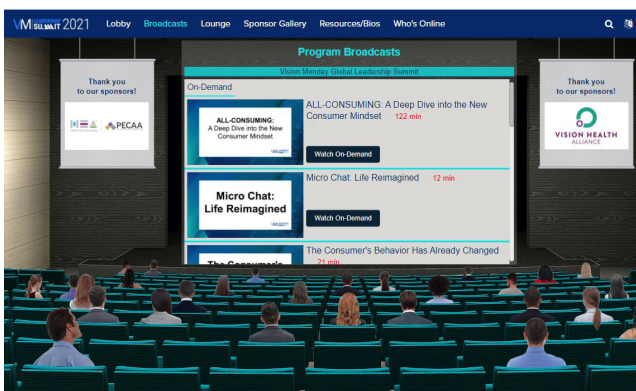 VM LEADERSHIP SUMMIT 2021
Lobby
Broadcasts
Lounge
Sponsor Gallery
Resources/Bios
Who's Online
Program Broadcasts
Vision Monday Global Leadership Summit
On-Demand
ALL-CONSUMING:
A Deep Dive into the New
Consumer Mindset
ALL-CONSUMING: A Deep Dive into the New
Consumer Mindset 122 min
Watch On-Demand
Micro Chat:
Life Reimagined
Micro Chat: Life Reimagined 12 min
Watch On-Demand
The Consumer's
The Consumer's Behavior Has Already Changed
21 min
Thank you
to our sponsors!
PECAA
Thank you
to our sponsors!
VISION HEALTH
ALLIANCE